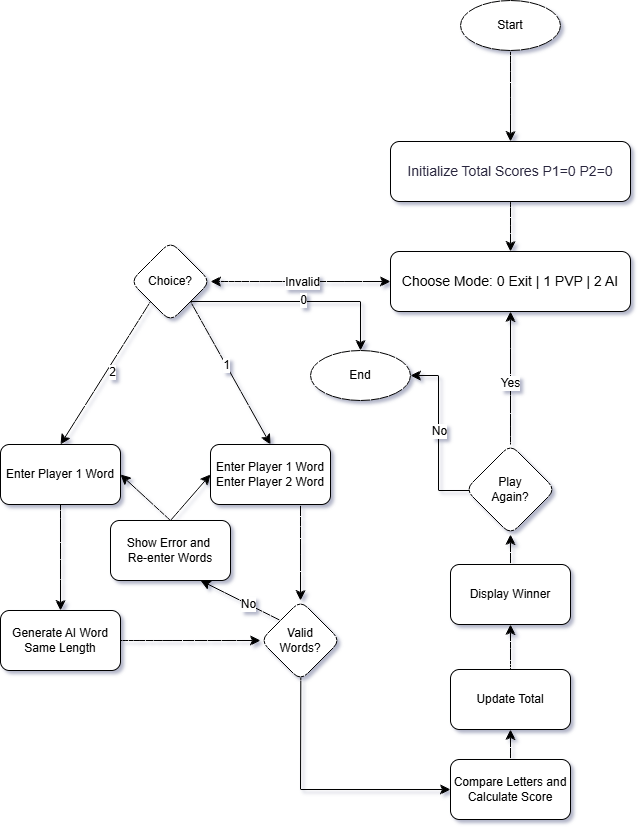 Start
Initialize Total Scores P1=0 P2=0
Choice?
Invalid
Choose Mode: 0 Exit | 1 PVP | 2 AI
0
2
1
End
Yes
No
Enter Player 1 Word
Enter Player 1 Word
Enter Player 2 Word
Play
Again?
Show Error and
Re-enter Words
No
Display Winner
Generate AI Word
Same Length
Valid
Words?
Update Total
Compare Letters and
Calculate Score